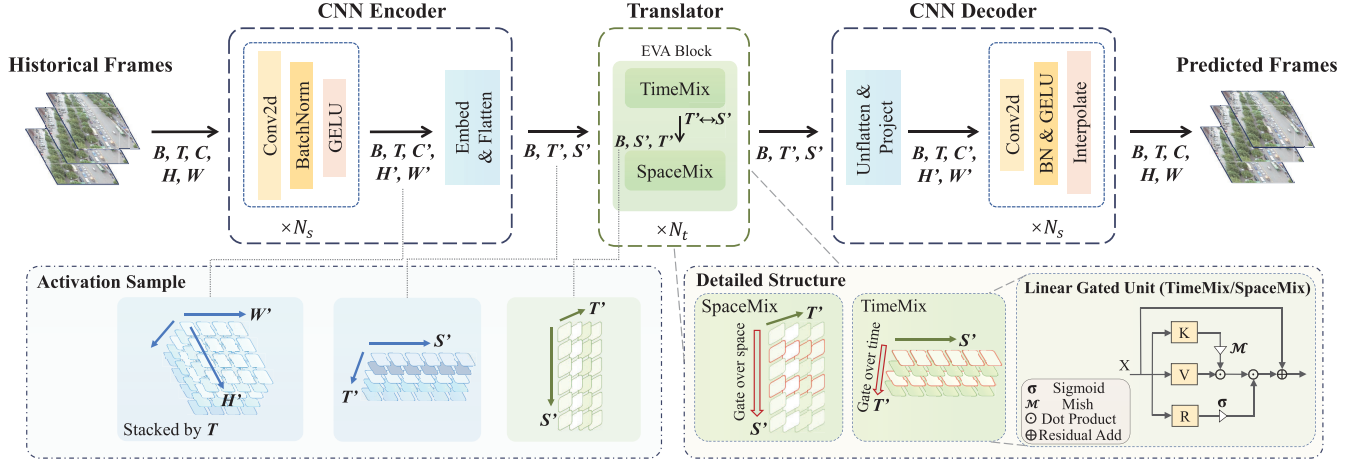 CNN Encoder
Translator
CNN Decoder
Historical Frames
B, T, C,
H, W
Conv2d
BatchNorm
GELU
×N_s
B, T, C',
H', W'
Embed
& Flatten
B, T', S'
EVA Block
TimeMix
T'↔S'
B, S', T'
SpaceMix
×N_t
B, T', S'
Unflatten &
Project
B, T, C',
H', W'
Conv2d
BN & GELU
Interpolate
×N_s
B, T, C,
H, W
Predicted Frames
Activation Sample
W'
H'
Stacked by T
S'
T'
T'
S'
Detailed Structure
SpaceMix
T'
Gate over space
S'
TimeMix
S'
Gate over time
T'
Linear Gated Unit (TimeMix/SpaceMix)
X
K
V
R
ℳ
σ
σ Sigmoid
ℳ Mish
⊙ Dot Product
⊕ Residual Add